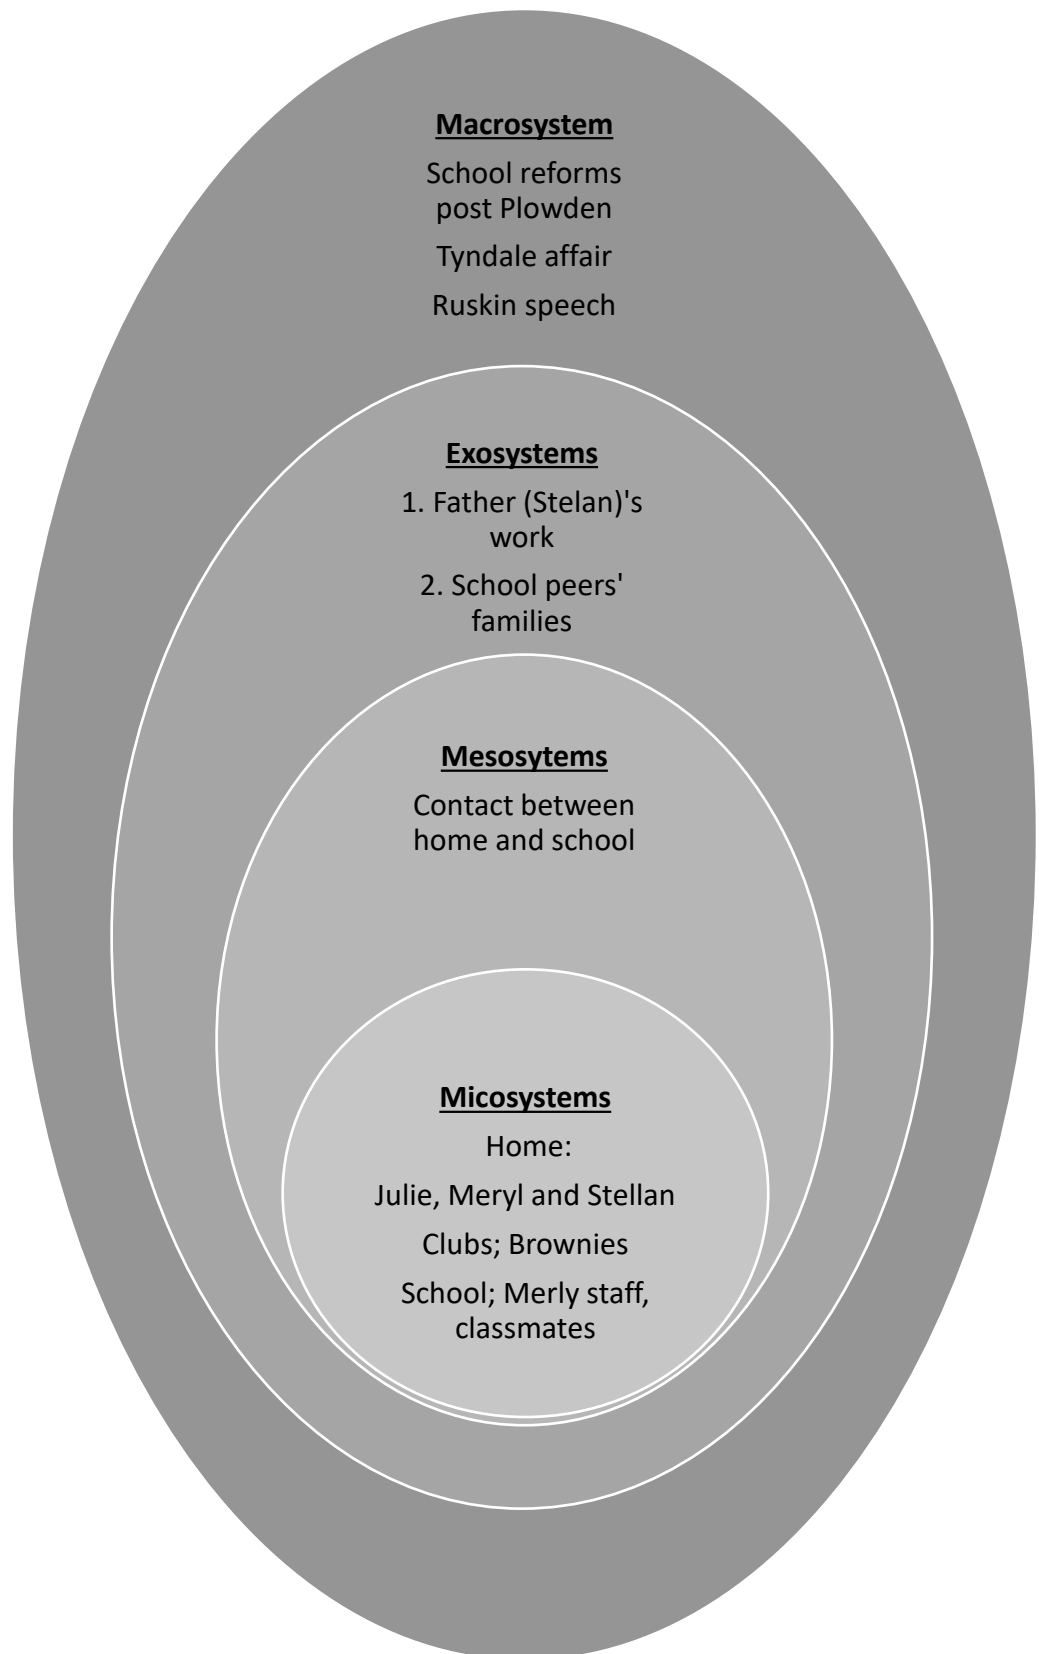 Macrosystem
School reforms
post Plowden
Tyndale affair
Ruskin speech
Exosystems
1. Father (Stelan)'s
work
2. School peers'
families
Mesosytems
Contact between
home and school
Micosystems
Home:
Julie, Meryl and Stellan
Clubs; Brownies
School; Merly staff,
classmates